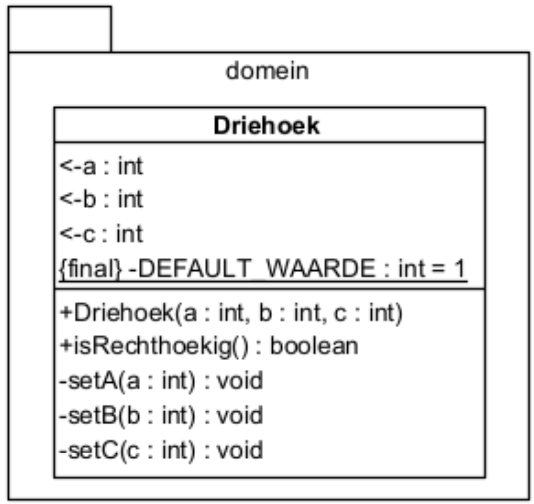 domein
Driehoek
<-a : int
<-b : int
<-c : int
{final} -DEFAULT_WAARDE : int = 1
+Driehoek(a : int, b : int, c : int)
+isRechthoekig() : boolean
-setA(a : int) : void
-setB(b : int) : void
-setC(c : int) : void